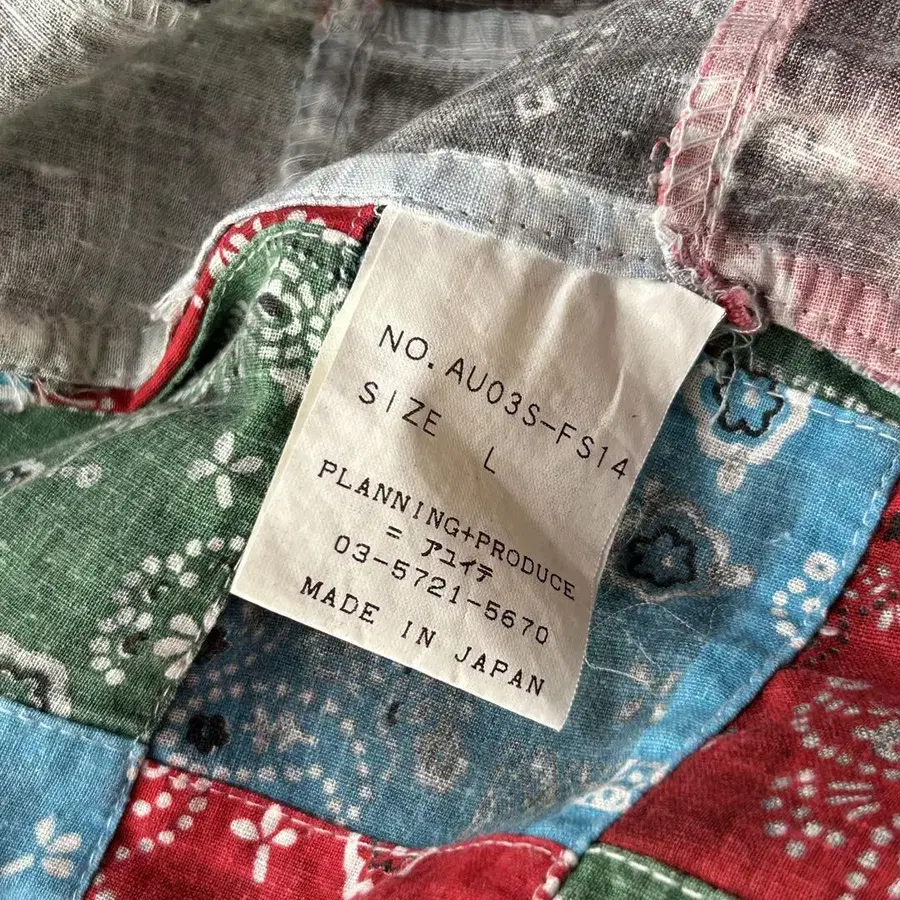 NO. AU03S-FS14
SIZE L
PLANNING+PRODUCE
= アユイテ
03-5721-5670
MADE IN JAPAN